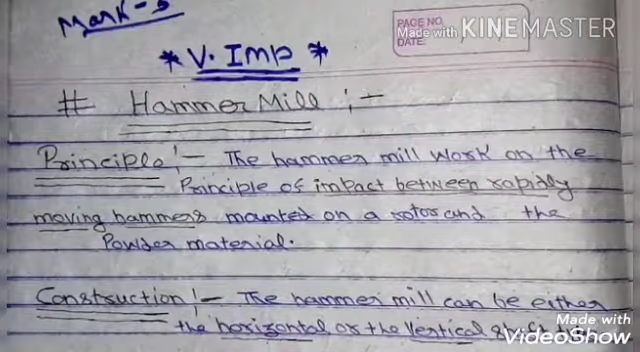 Mark - 5
PAGE NO.
DATE:
Made with KINEMASTER
* V. Imp *
# Hammer Mill :-
Principle :- The hammer mill work on the
Principle of impact between rapidly
moving hammers mounted on a rotor and the
Powder material.
Construction :- The hammer mill can be either
the horizontal or the vertical shaft
Made with
VideoShow